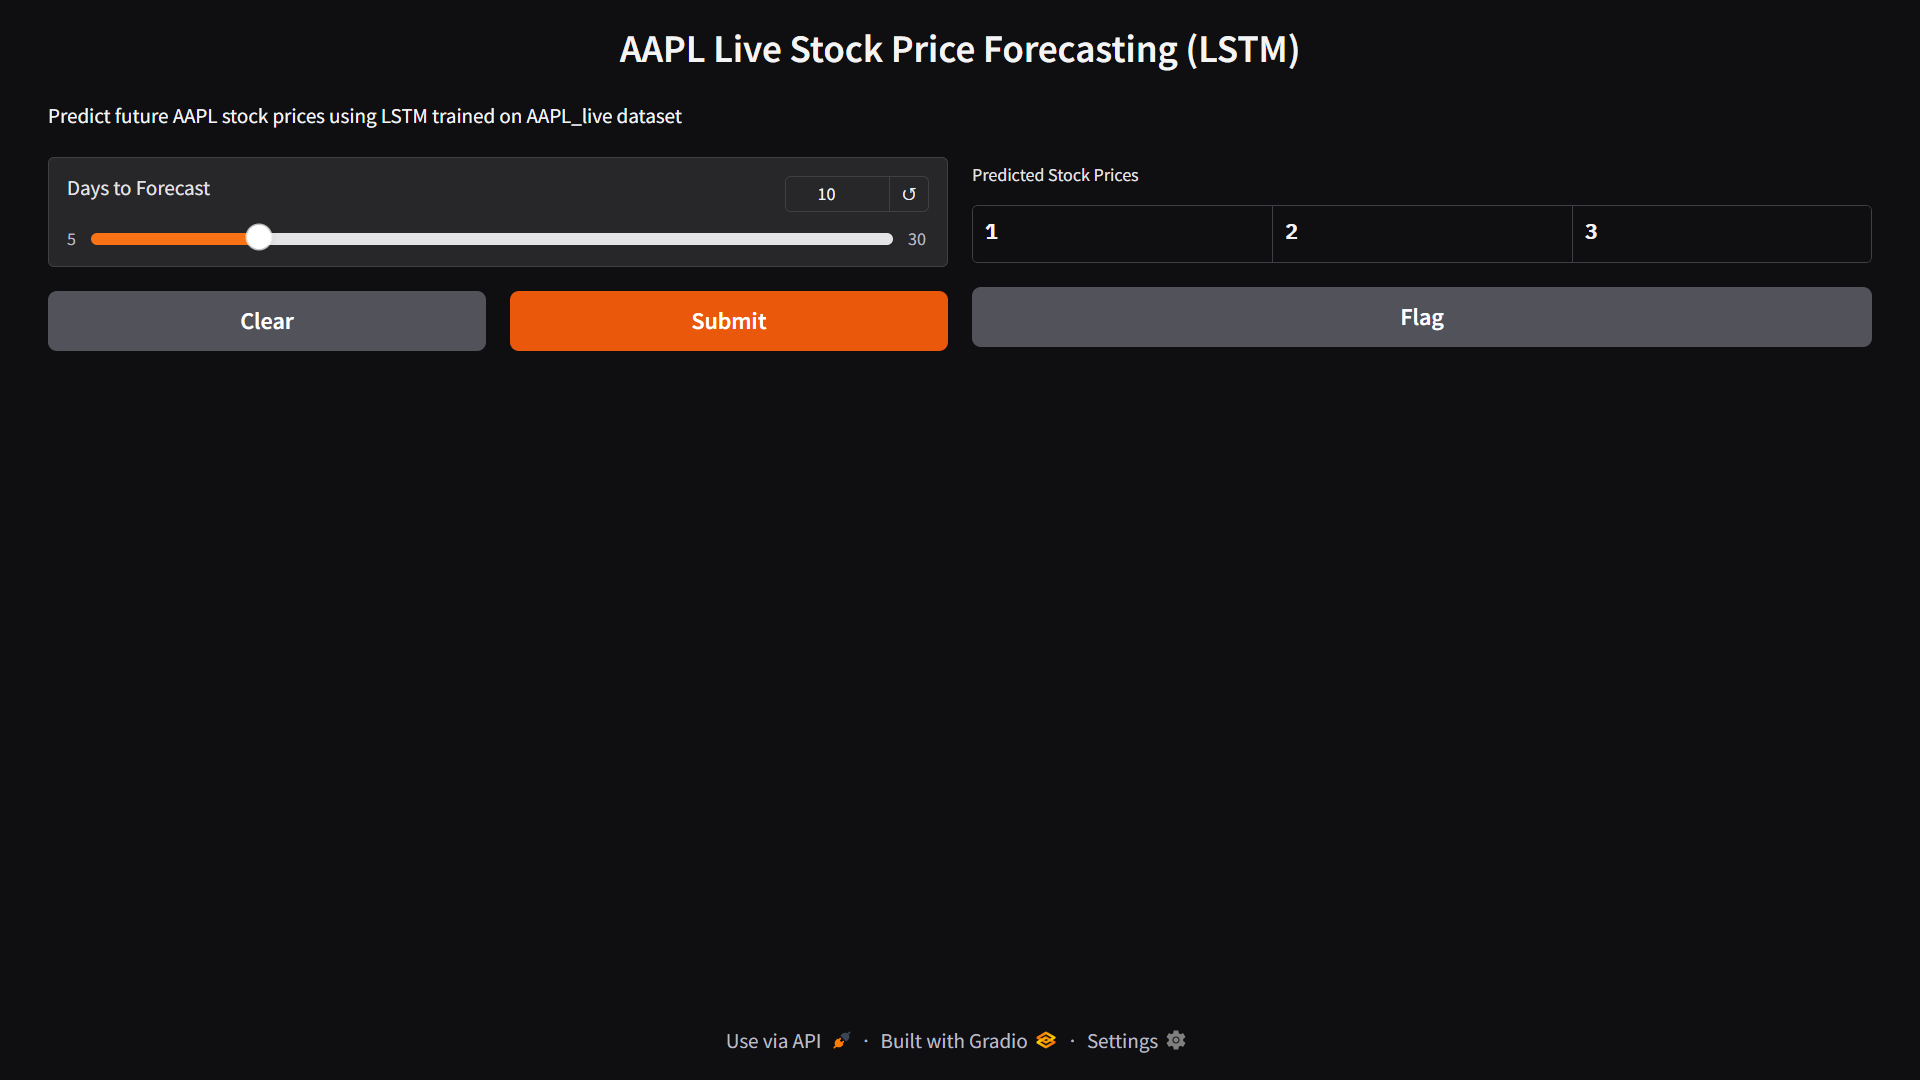 AAPL Live Stock Price Forecasting (LSTM)
Predict future AAPL stock prices using LSTM trained on AAPL_live dataset
Days to Forecast
10
5
30
Clear
Submit
Predicted Stock Prices
1 2 3
Flag
Use via API · Built with Gradio · Settings